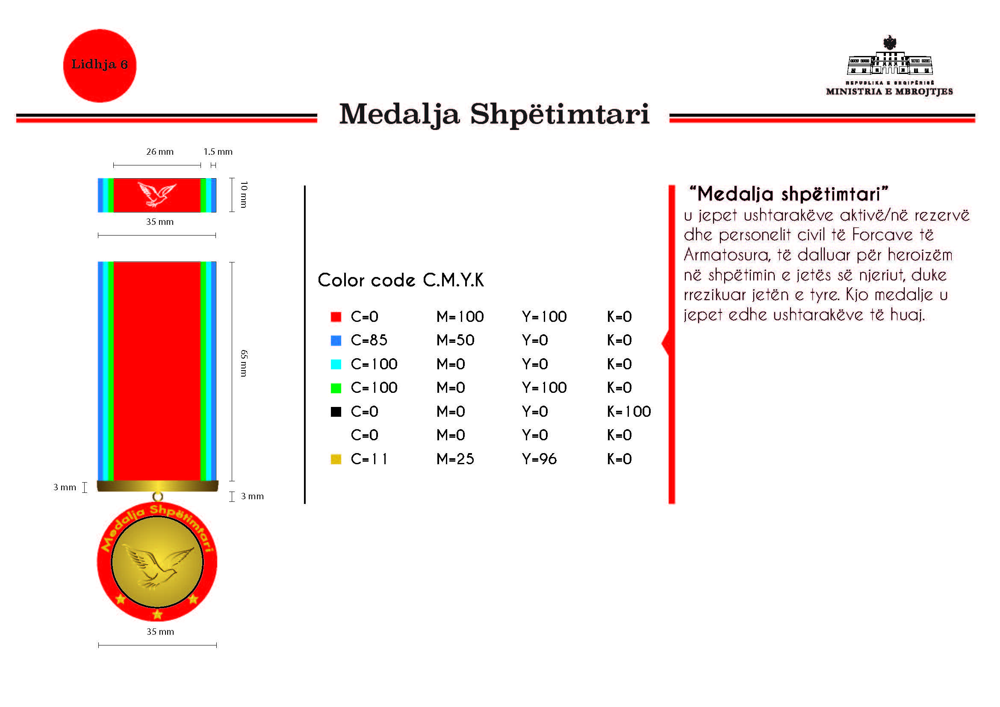 Lidhja 6
REPUBLIKA E SHQIPËRISË
MINISTRIA E MBROJTJES
Medalja Shpëtimtari
26 mm
1.5 mm
10 mm
35 mm
65 mm
3 mm
3 mm
Medalja Shpëtimtari
35 mm
Color code C.M.Y.K
C=0 M=100 Y=100 K=0
C=85 M=50 Y=0 K=0
C=100 M=0 Y=0 K=0
C=100 M=0 Y=100 K=0
C=0 M=0 Y=0 K=100
C=0 M=0 Y=0 K=0
C=11 M=25 Y=96 K=0
“Medalja shpëtimtari”
u jepet ushtarakëve aktivë/në rezervë
dhe personelit civil të Forcave të
Armatosura, të dalluar për heroizëm
në shpëtimin e jetës së njeriut, duke
rrezikuar jetën e tyre. Kjo medalje u
jepet edhe ushtarakëve të huaj.